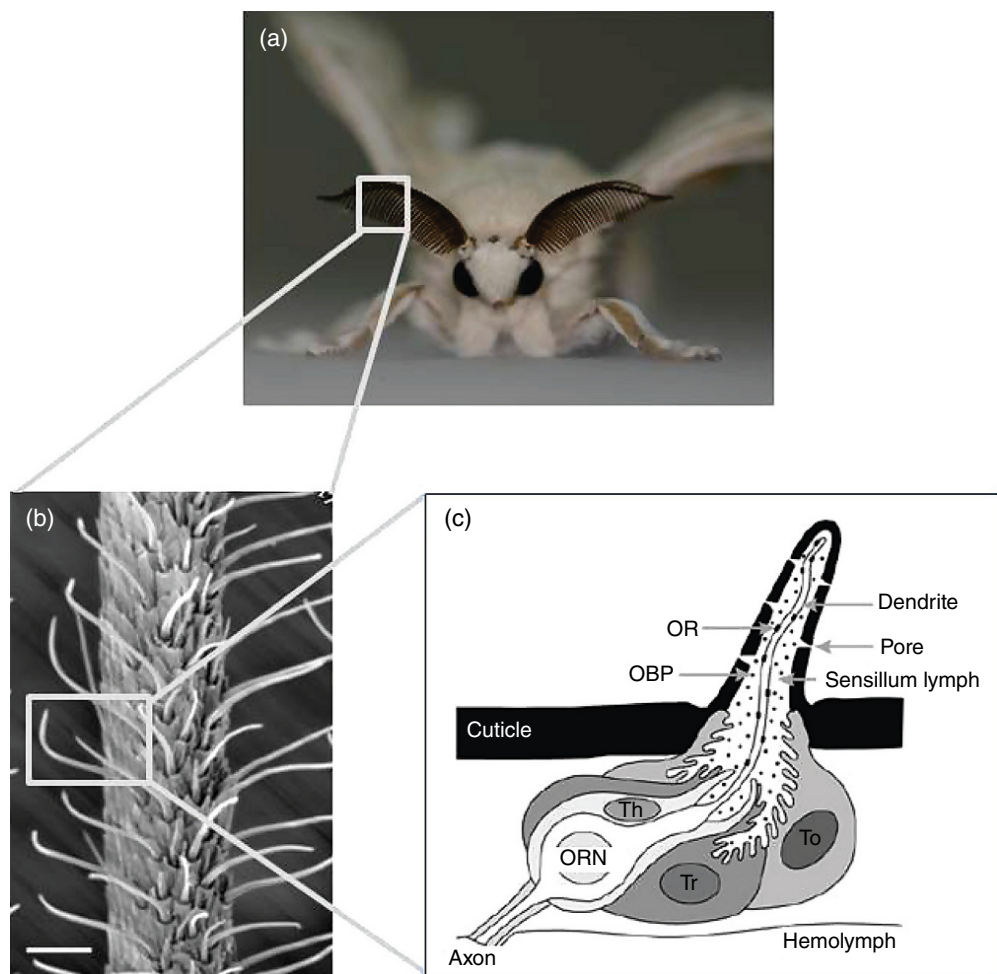 (a)
(b)
(c)
Dendrite
OR
Pore
OBP
Sensillum lymph
Cuticle
Th
To
ORN
Tr
Hemolymph
Axon